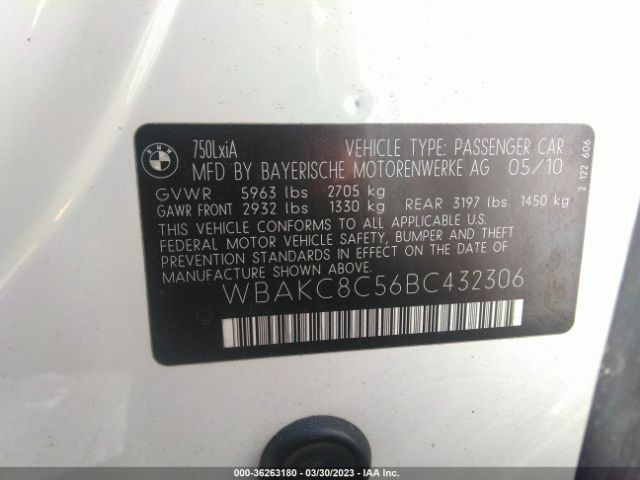 BMW
750LxiA VEHICLE TYPE: PASSENGER CAR
MFD BY BAYERISCHE MOTORENWERKE AG 05/10
GVWR 5963 lbs 2705 kg
GAWR FRONT 2932 lbs 1330 kg REAR 3197 lbs 1450 kg
THIS VEHICLE CONFORMS TO ALL APPLICABLE U.S.
FEDERAL MOTOR VEHICLE SAFETY, BUMPER AND THEFT
PREVENTION STANDARDS IN EFFECT ON THE DATE OF
MANUFACTURE SHOWN ABOVE.
WBAKC8C56BC432306
2 122 606
000-36263180 - 03/30/2023 - IAA Inc.